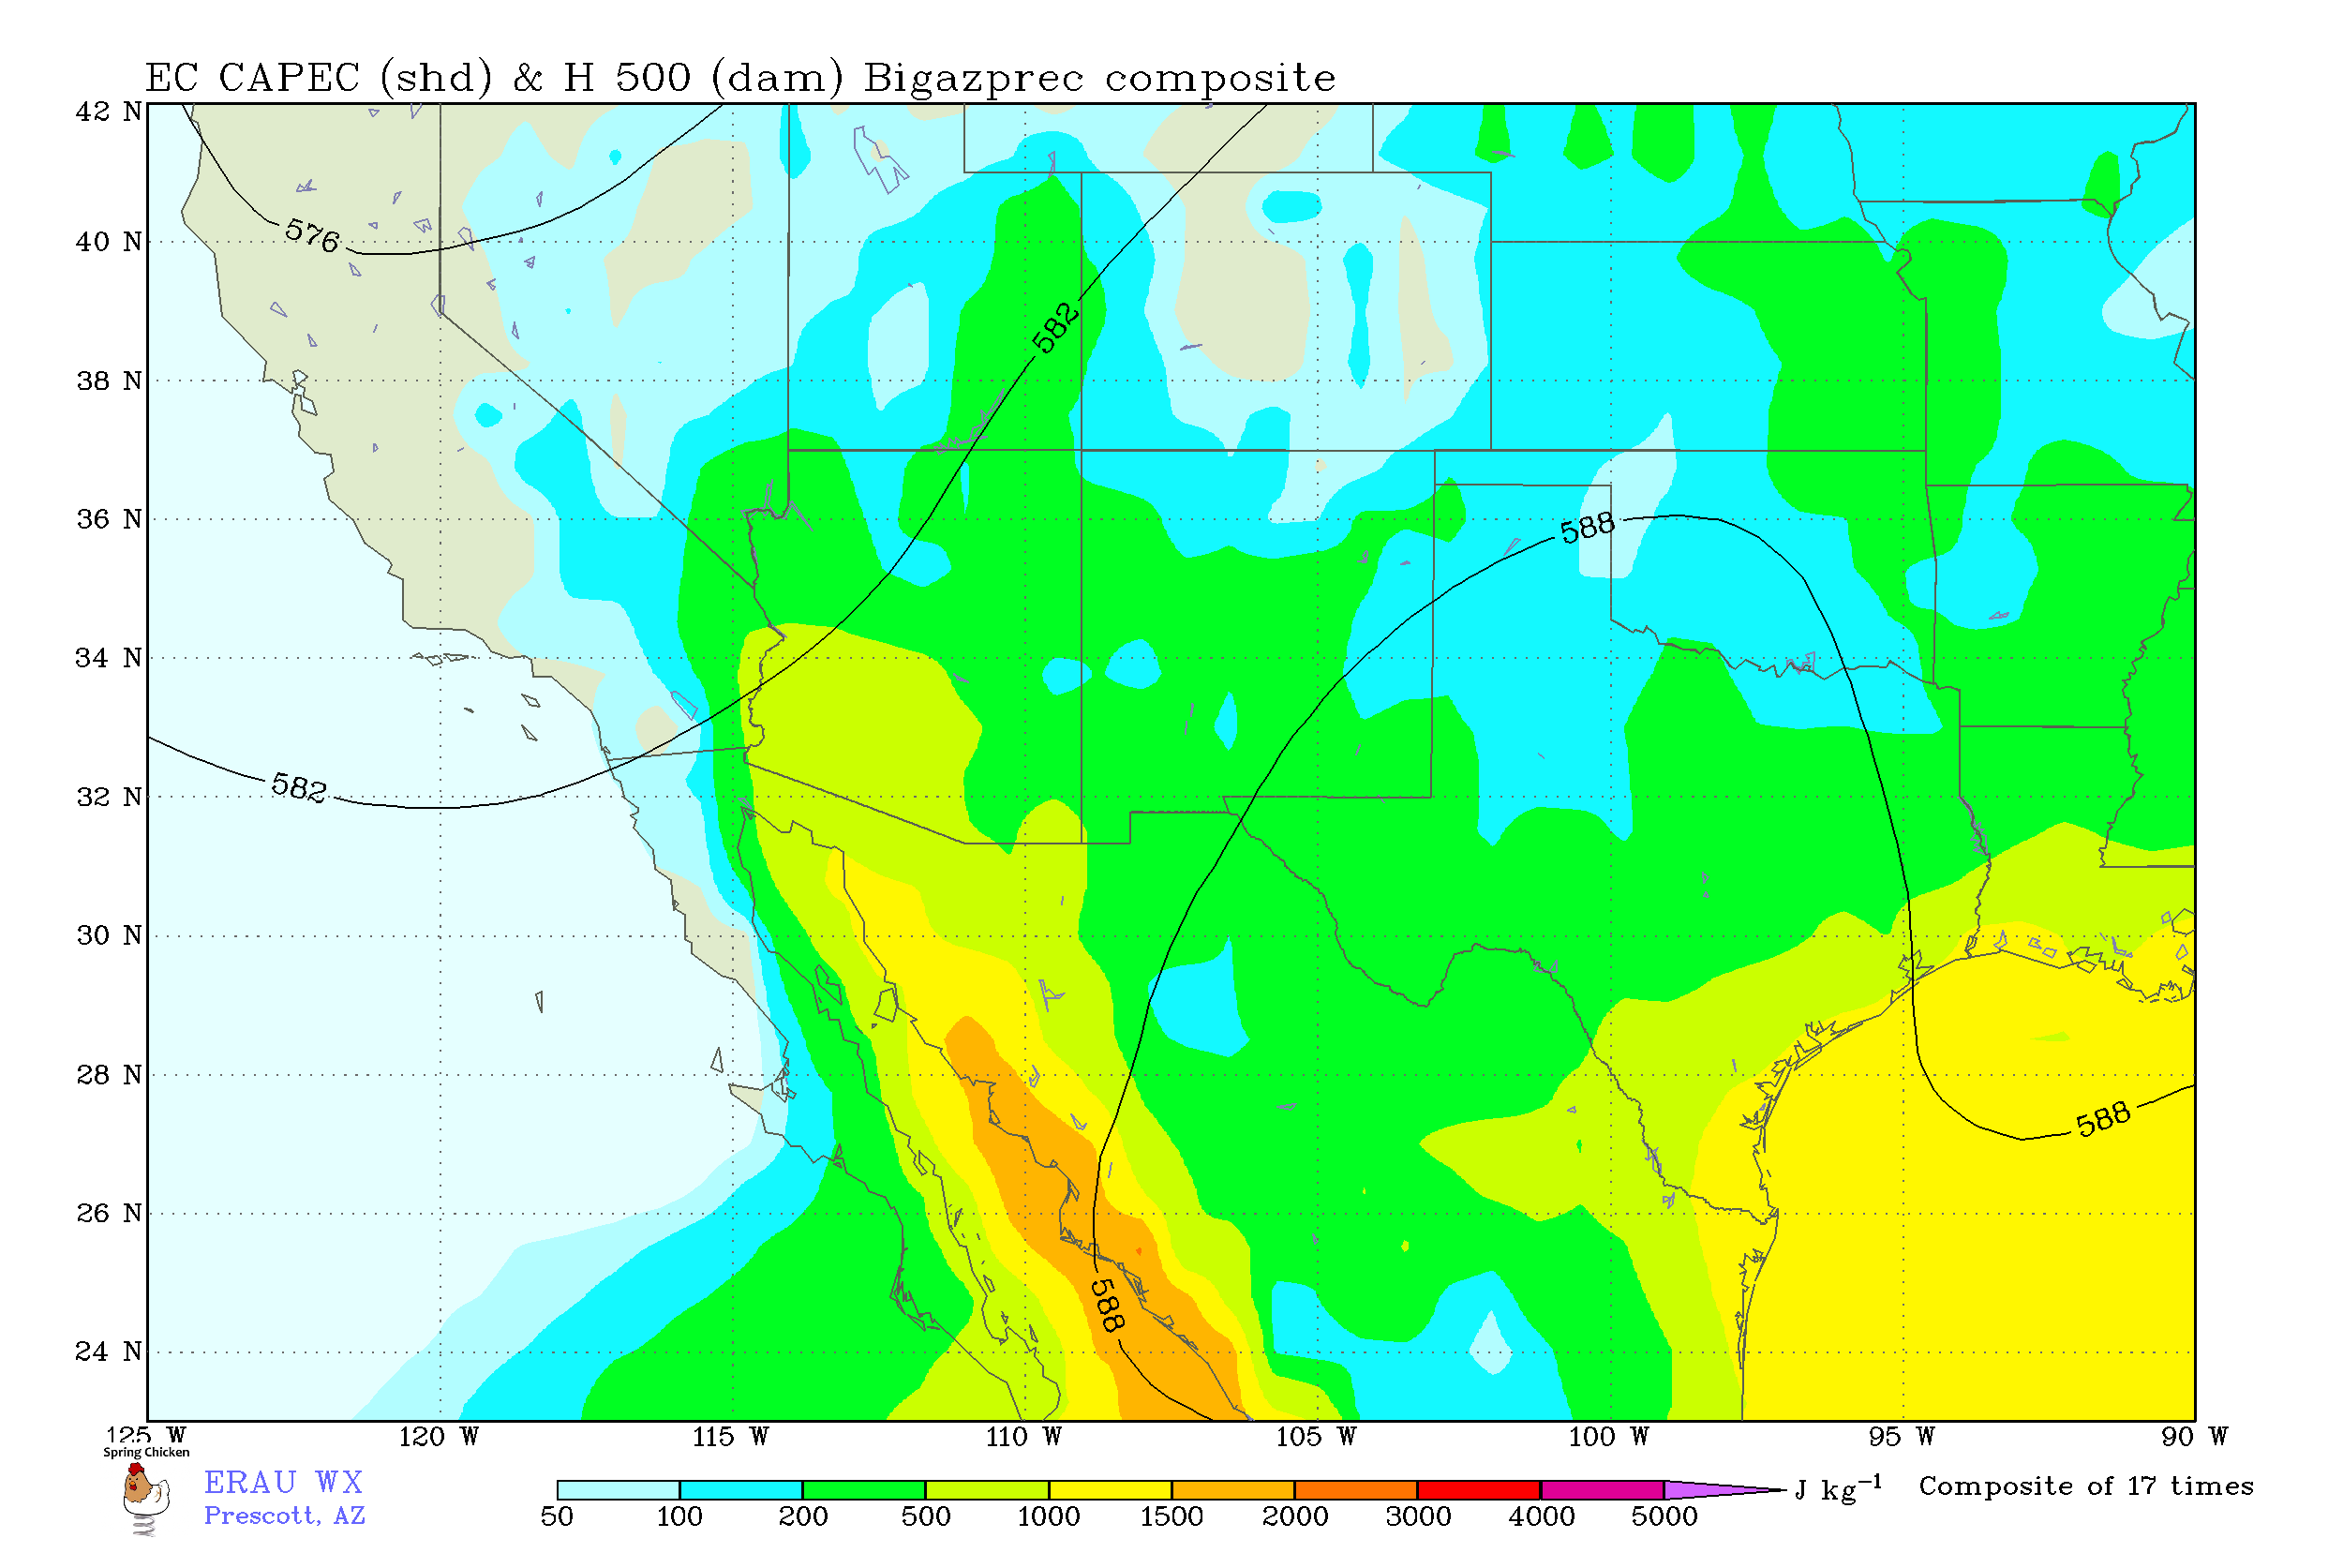 EC CAPEC (shd) & H 500 (dam) Bigazprec composite
42 N
40 N
38 N
36 N
34 N
32 N
30 N
28 N
26 N
24 N
576
582
588
582
588
588
125 W
120 W
115 W
110 W
105 W
100 W
95 W
90 W
Spring Chicken
ERAU WX
Prescott, AZ
50
100
200
500
1000
1500
2000
3000
4000
5000
J kg⁻¹
Composite of 17 times